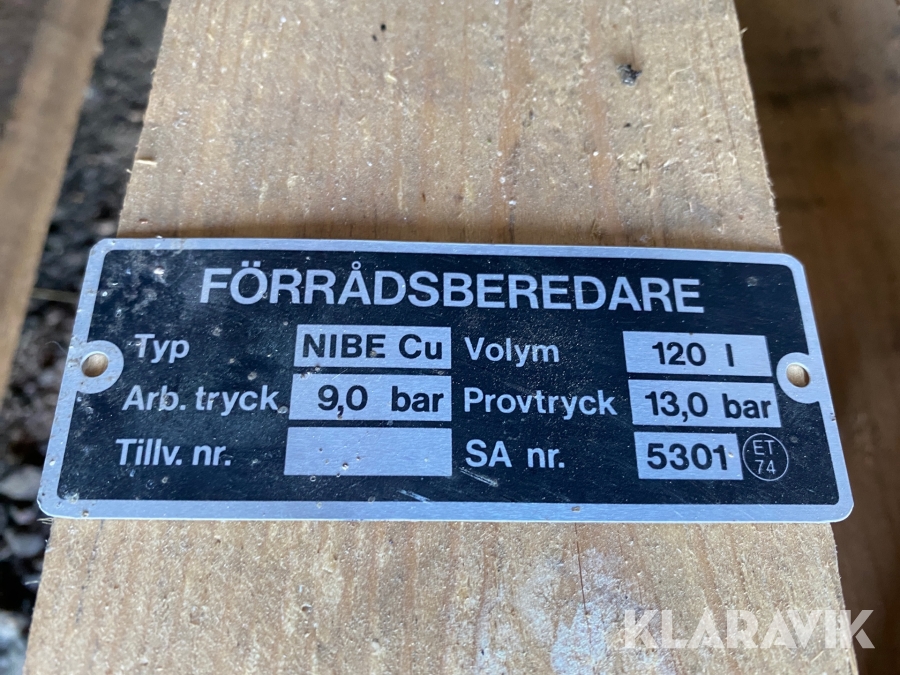 FÖRRÅDSBEREDARE
Typ NIBE Cu Volym 120 l
Arb. tryck 9,0 bar Provtryck 13,0 bar
Tillv. nr. SA nr. 5301 ET 74
KLARAVIK